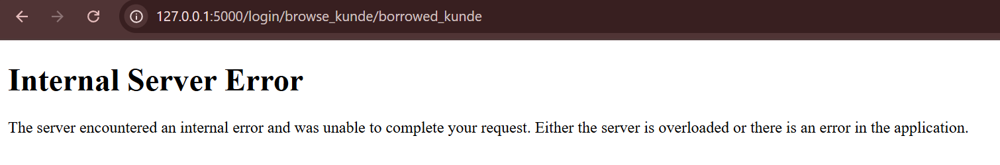 127.0.0.1:5000/login/browse_kunde/borrowed_kunde
Internal Server Error
The server encountered an internal error and was unable to complete your request. Either the server is overloaded or there is an error in the application.